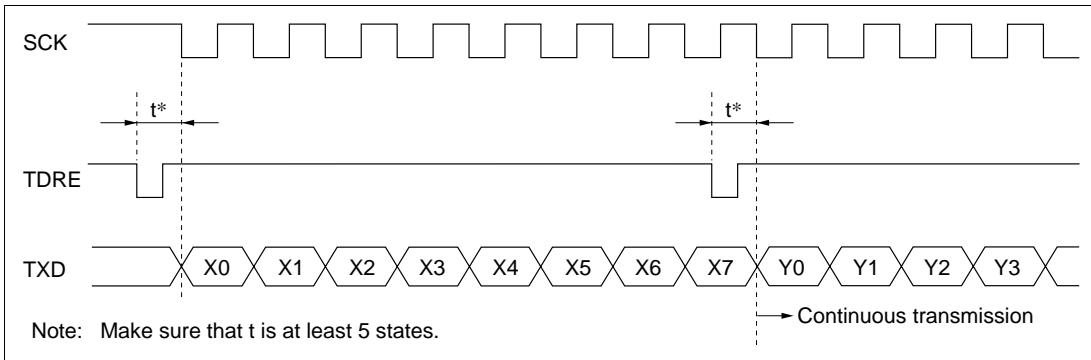 SCK
t* t*
TDRE
TXD X0 X1 X2 X3 X4 X5 X6 X7 Y0 Y1 Y2 Y3
Continuous transmission
Note: Make sure that t is at least 5 states.